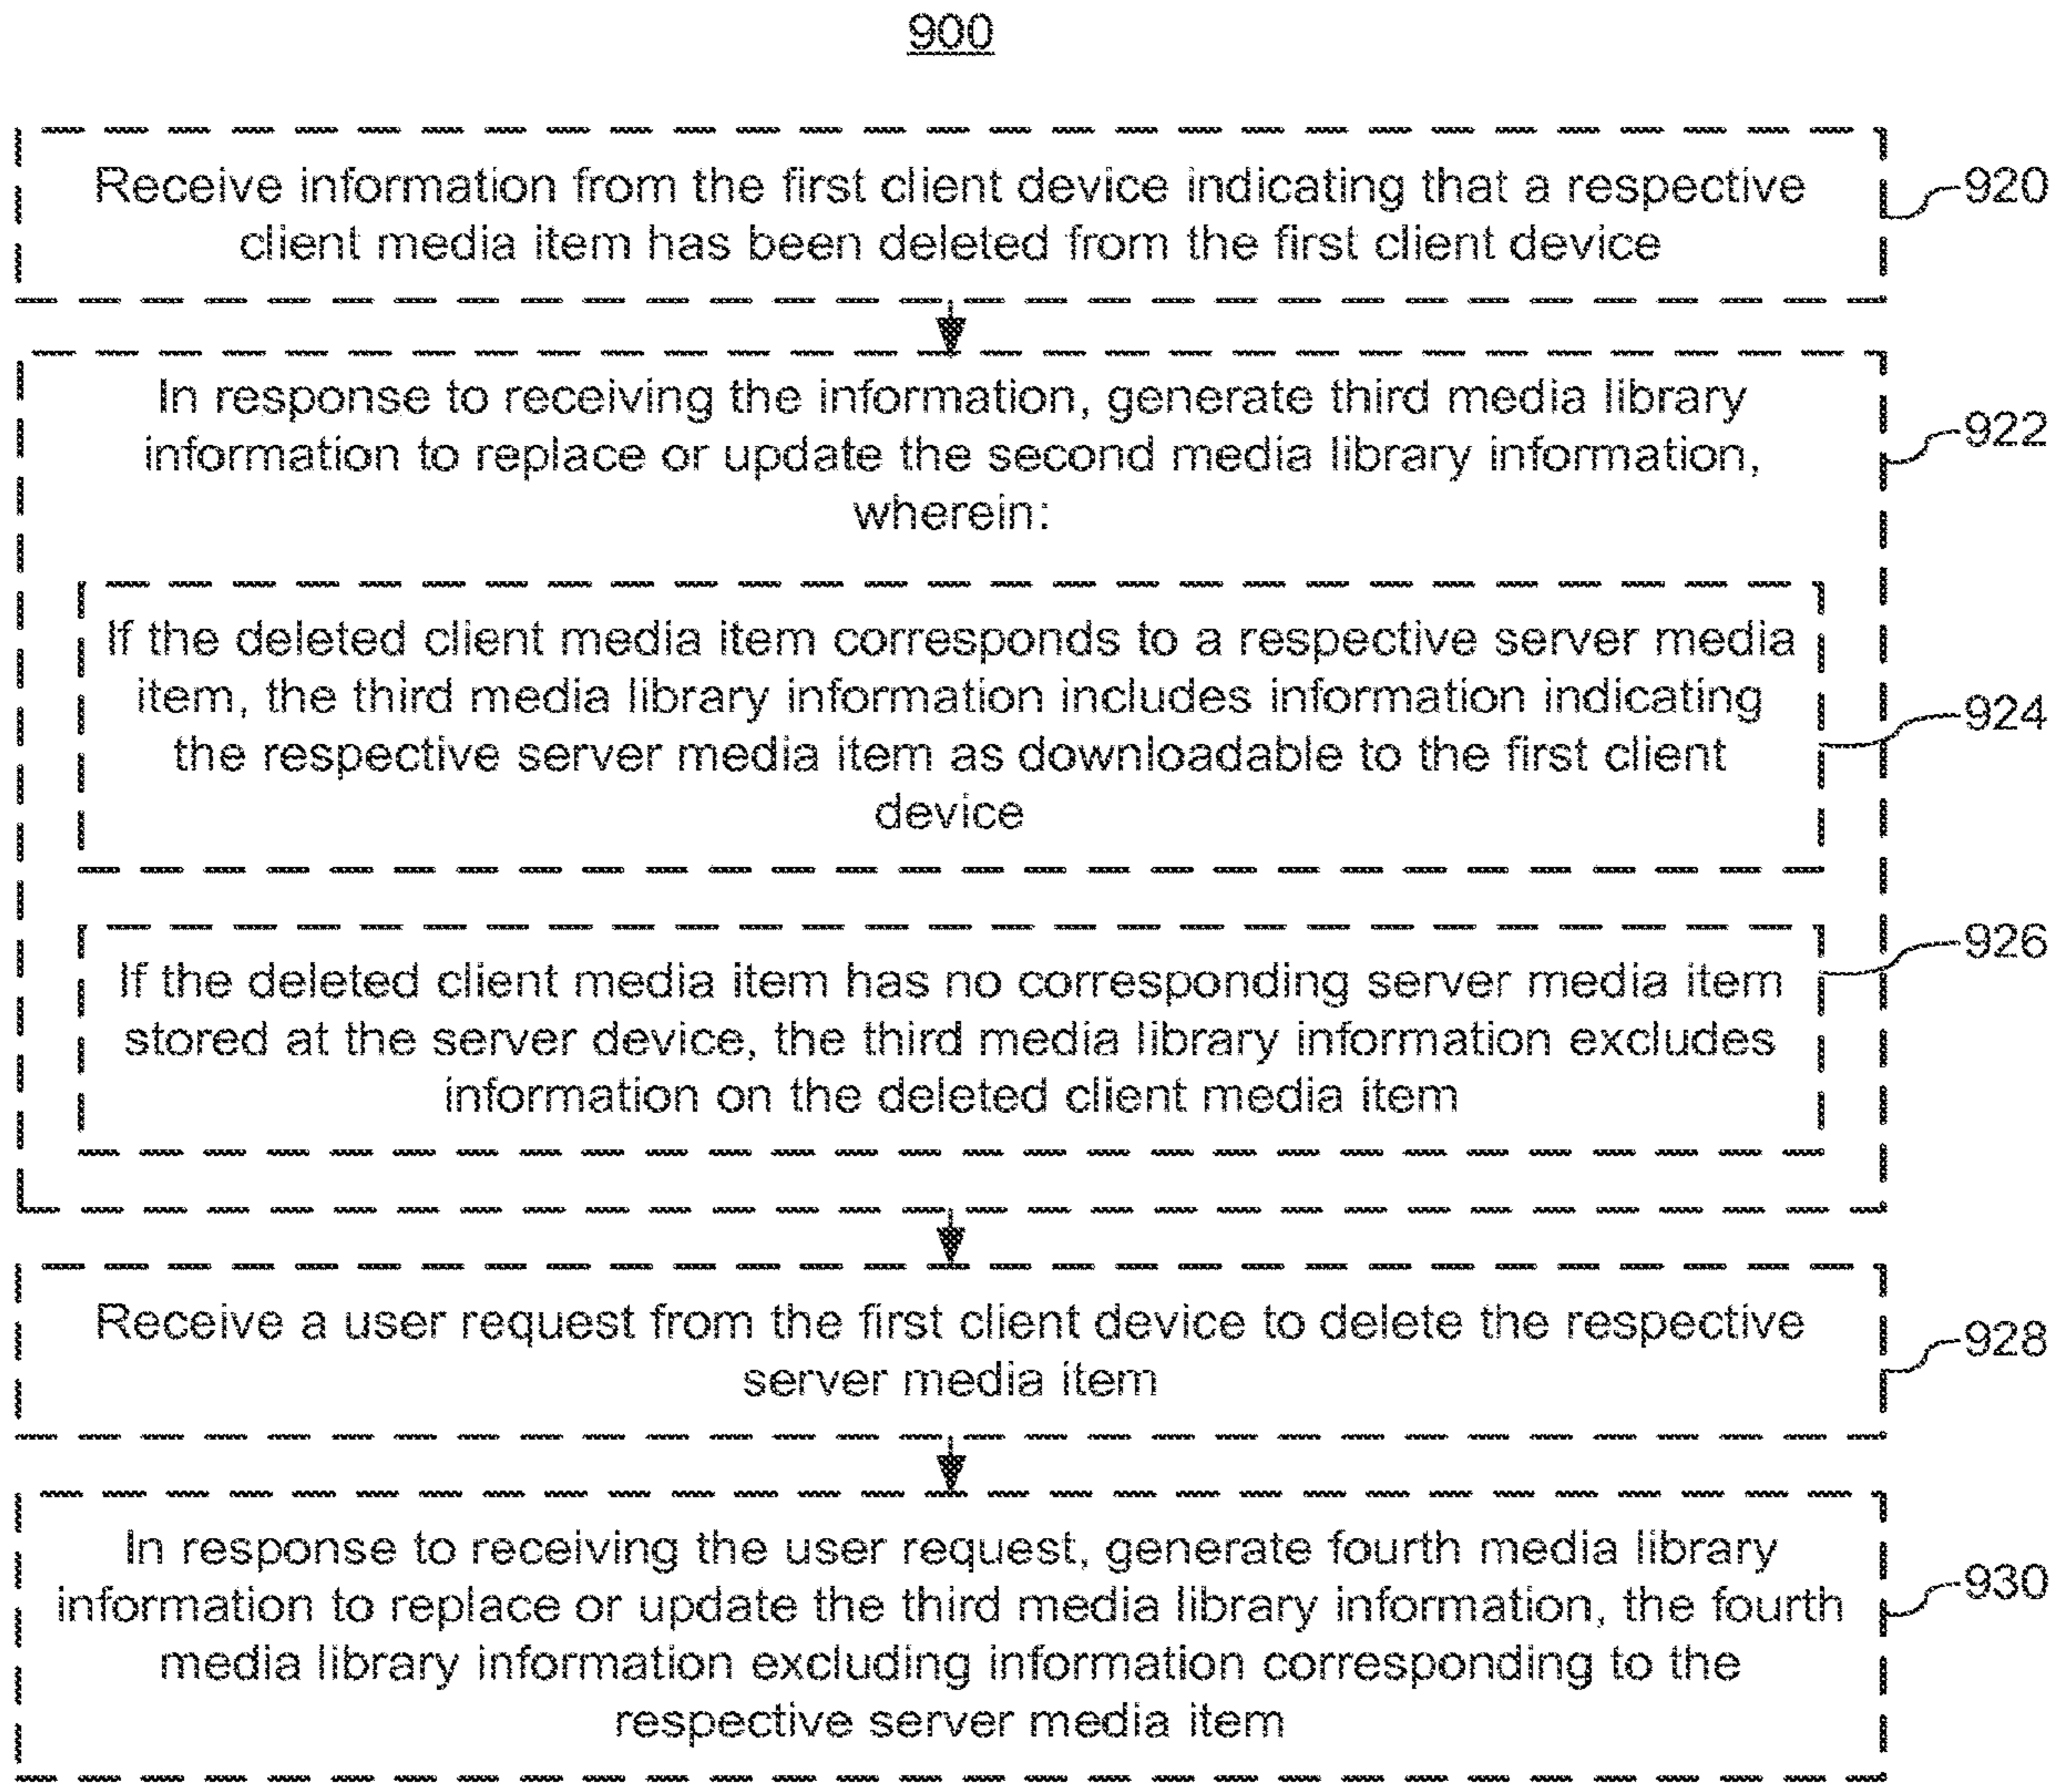 900
Receive information from the first client device indicating that a respective
client media item has been deleted from the first client device
920
In response to receiving the information, generate third media library
information to replace or update the second media library information,
wherein:
922
If the deleted client media item corresponds to a respective server media
item, the third media library information includes information indicating
the respective server media item as downloadable to the first client
device
924
If the deleted client media item has no corresponding server media item
stored at the server device, the third media library information excludes
information on the deleted client media item
926
Receive a user request from the first client device to delete the respective
server media item
928
In response to receiving the user request, generate fourth media library
information to replace or update the third media library information, the fourth
media library information excluding information corresponding to the
respective server media item
930